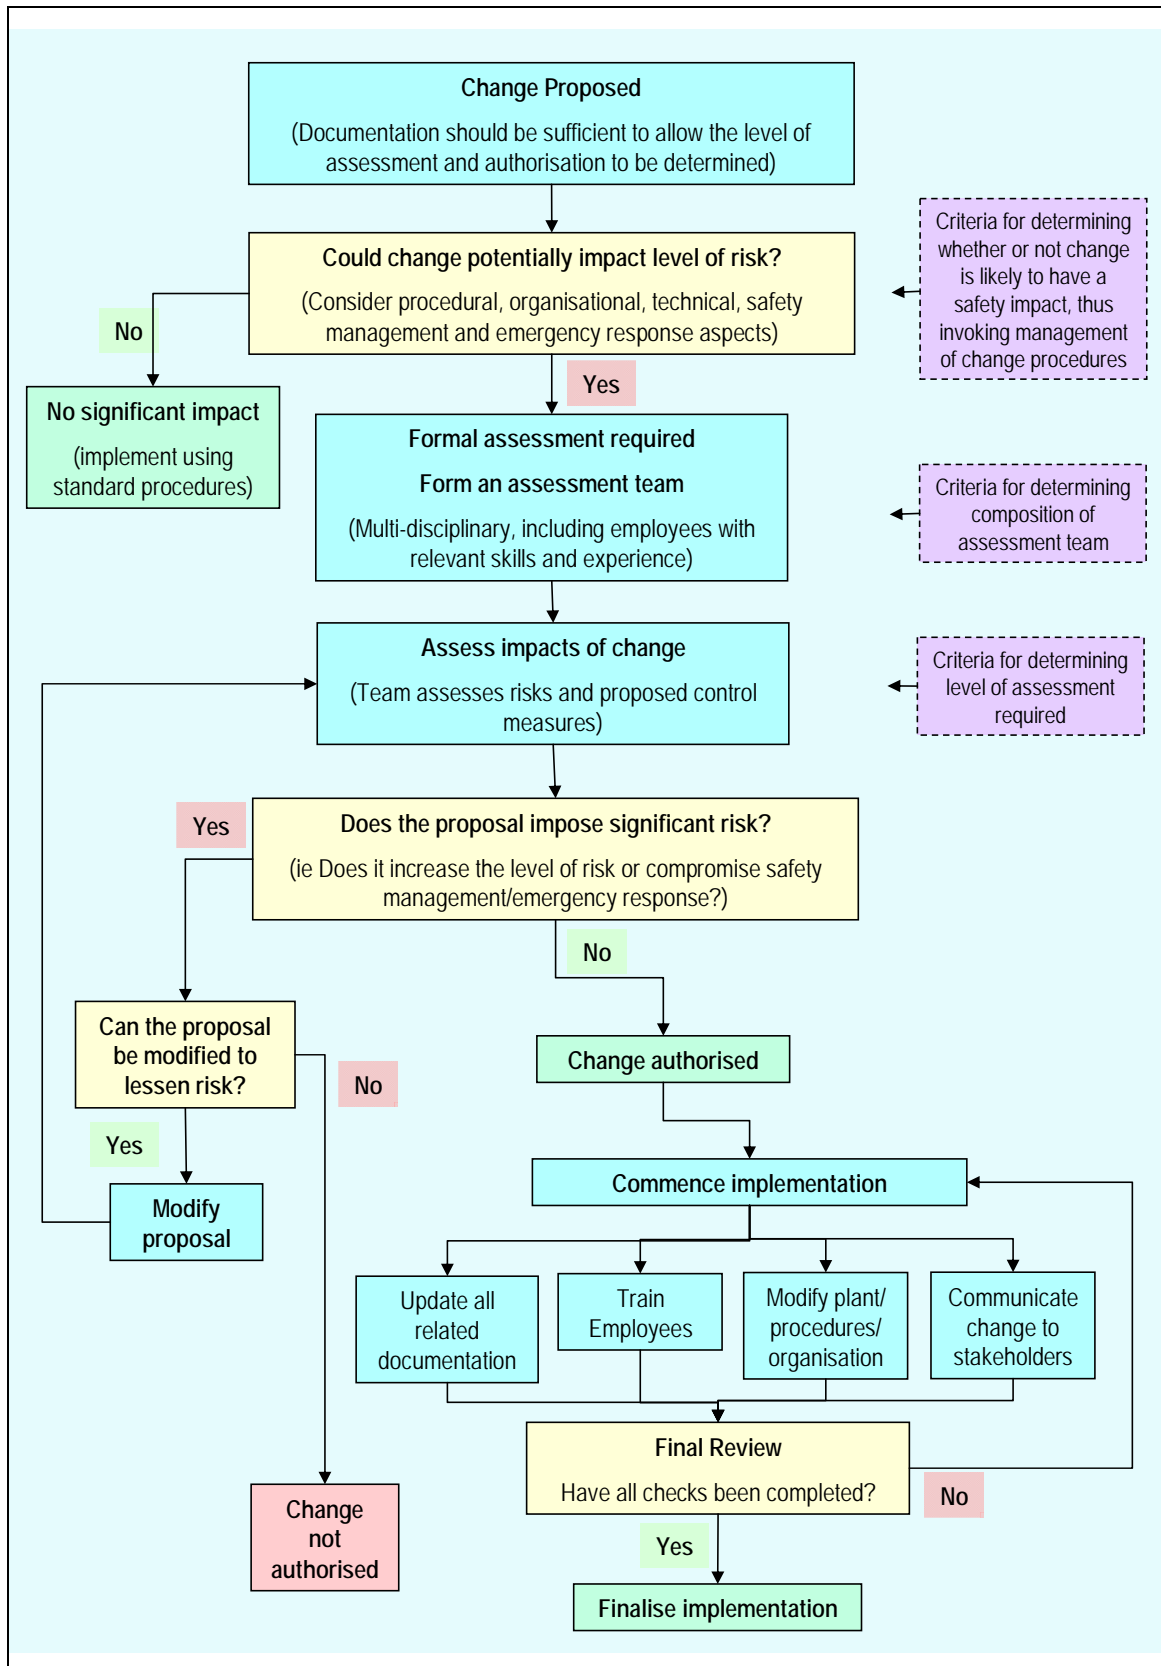 Change Proposed
(Documentation should be sufficient to allow the level of
assessment and authorisation to be determined)
Could change potentially impact level of risk?
(Consider procedural, organisational, technical, safety
management and emergency response aspects)
Criteria for determining
whether or not change
is likely to have a
safety impact, thus
invoking management
of change procedures
No
Yes
No significant impact
(implement using
standard procedures)
Formal assessment required
Form an assessment team
(Multi-disciplinary, including employees with
relevant skills and experience)
Criteria for determining
composition of
assessment team
Assess impacts of change
(Team assesses risks and proposed control
measures)
Criteria for determining
level of assessment
required
Yes
Does the proposal impose significant risk?
(ie Does it increase the level of risk or compromise safety
management/emergency response?)
No
Can the proposal
be modified to
lessen risk?
No
Change authorised
Yes
Modify
proposal
Commence implementation
Update all
related
documentation
Train
Employees
Modify plant/
procedures/
organisation
Communicate
change to
stakeholders
Final Review
Have all checks been completed?
No
Change
not
authorised
Yes
Finalise implementation